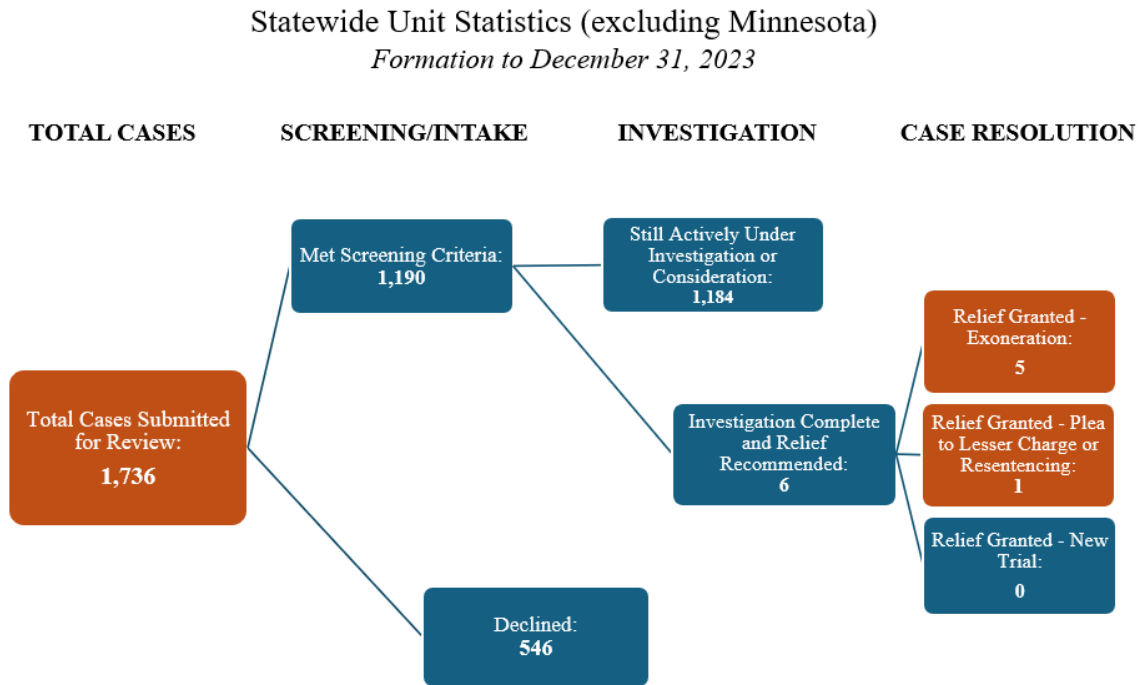 Statewide Unit Statistics (excluding Minnesota)
Formation to December 31, 2023
TOTAL CASES
SCREENING/INTAKE
INVESTIGATION
CASE RESOLUTION
Total Cases Submitted
for Review:
1,736
Met Screening Criteria:
1,190
Declined:
546
Still Actively Under
Investigation or
Consideration:
1,184
Investigation Complete
and Relief
Recommended:
6
Relief Granted -
Exoneration:
5
Relief Granted - Plea
to Lesser Charge or
Resentencing:
1
Relief Granted - New
Trial:
0